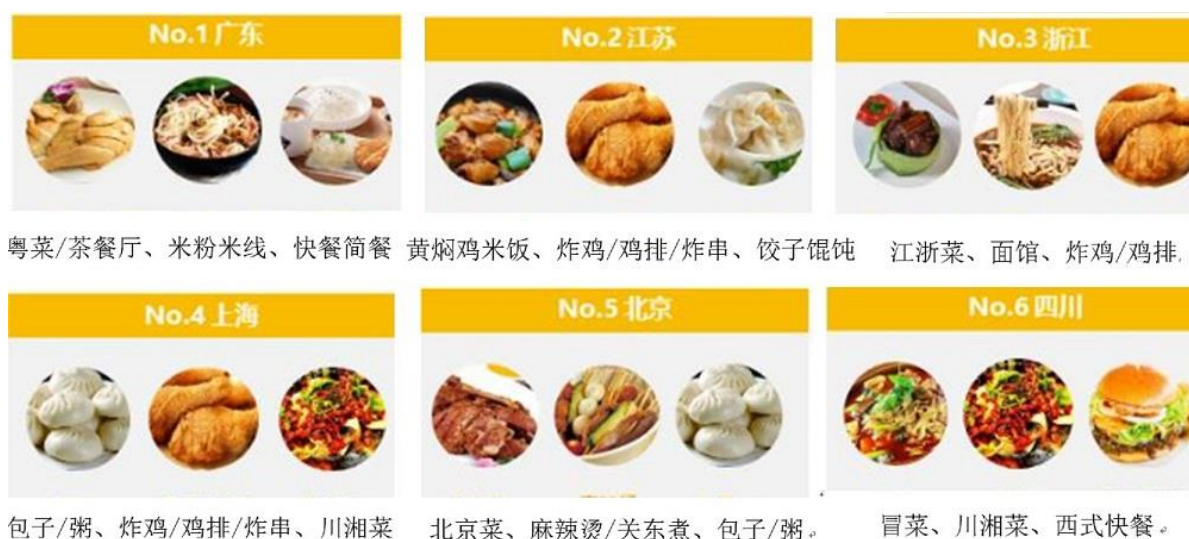 No.1 广东
No.2 江苏
No.3 浙江
粤菜/茶餐厅、米粉米线、快餐简餐
黄焖鸡米饭、炸鸡/鸡排/炸串、饺子馄饨
江浙菜、面馆、炸鸡/鸡排
No.4 上海
No.5 北京
No.6 四川
包子/粥、炸鸡/鸡排/炸串、川湘菜
北京菜、麻辣烫/关东煮、包子/粥。
冒菜、川湘菜、西式快餐。